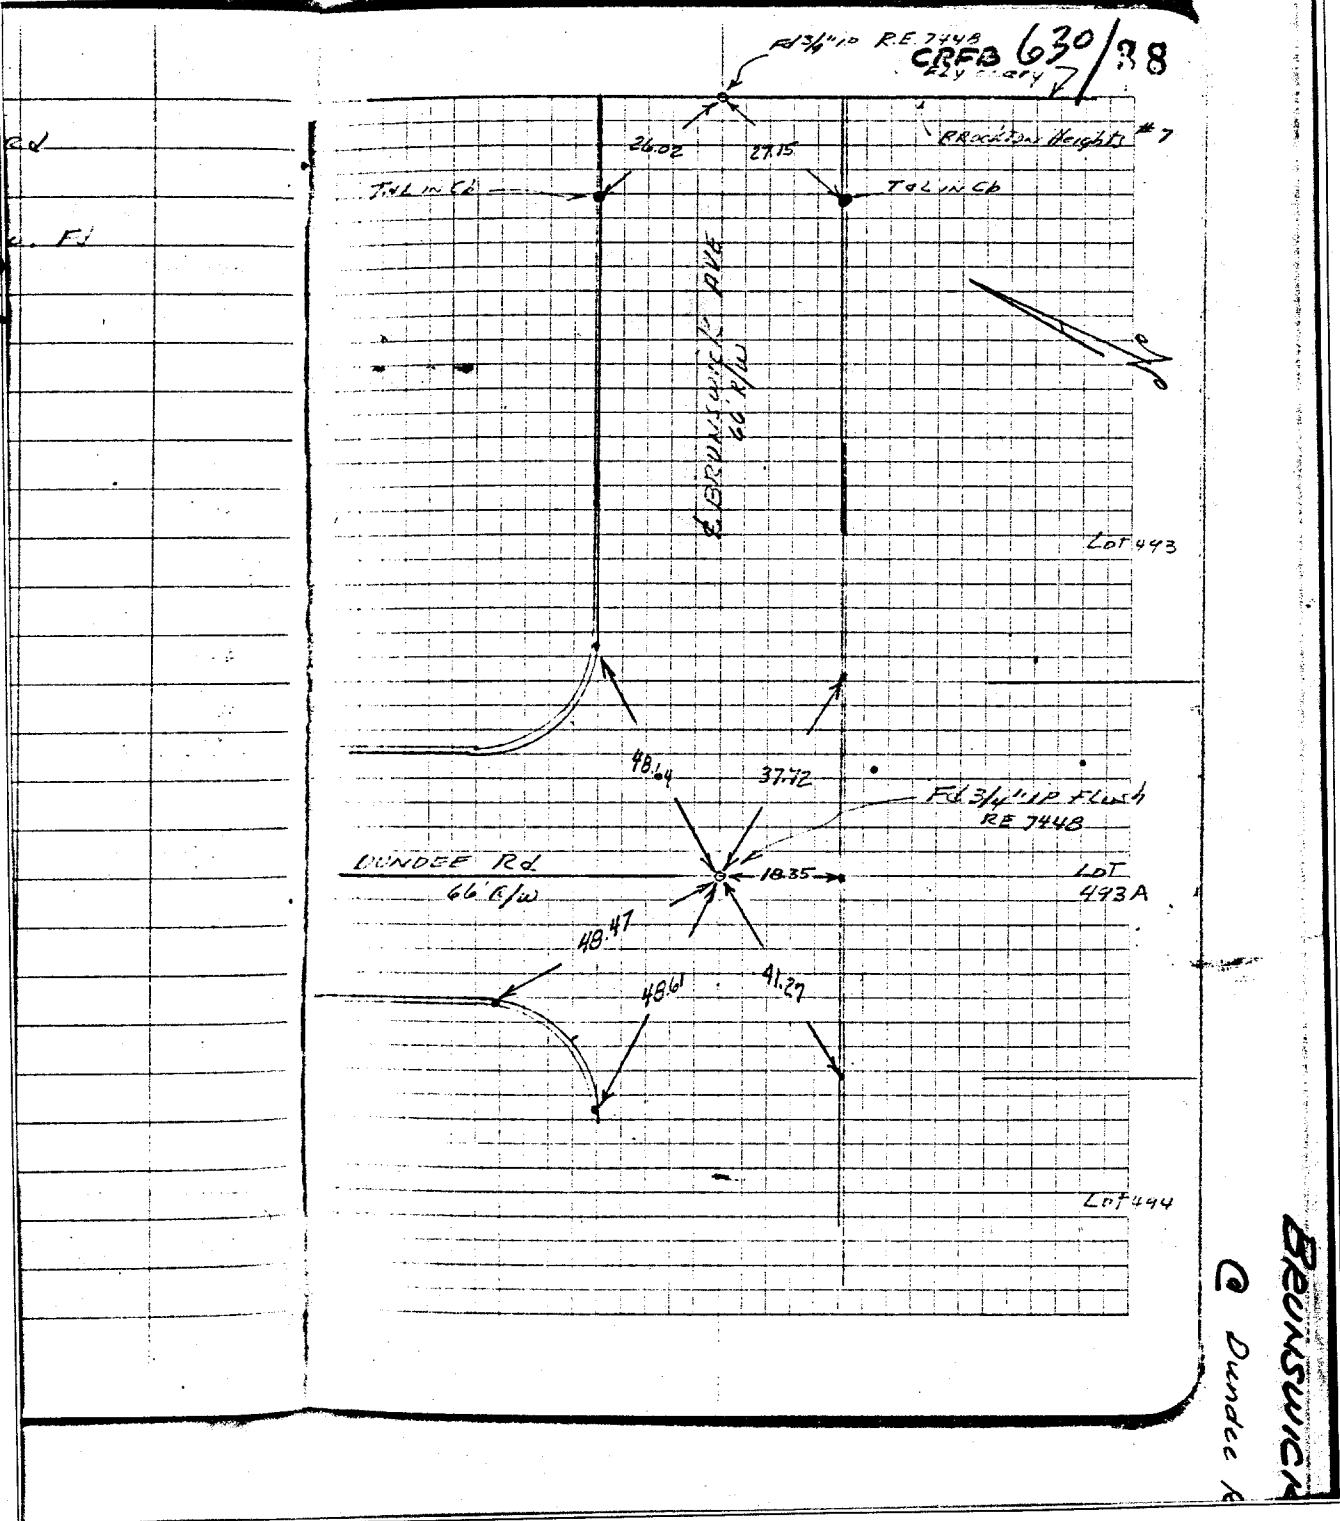 Fd 3/4" IP R.E. 7448
CRFB 630/38
Brockton Heights #7
26.02
27.15
T&L IN Cb
T&L IN Cb
Rd
Fd
℄ BRUNSWICK AVE
66' R/W
N
LOT 493
48.64
37.72
Fd 3/4" IP Flush
RE 7448
DUNDEE Rd
66' R/W
18.35
LOT
493A
48.47
48.61
41.27
Lot 494
BRUNSWICK
@ Dundee R